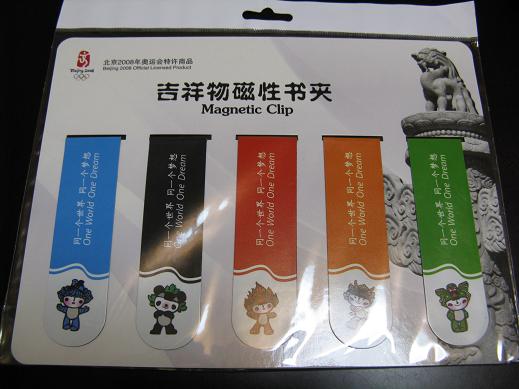 北京2008年奥运会特许商品
Beijing 2008 Official Licensed Product
Beijing 2008
吉祥物磁性书夹
Magnetic Clip
同一个世界 同一个梦想
One World One Dream
同一个世界 同一个梦想
One World One Dream
同一个世界 同一个梦想
One World One Dream
同一个世界 同一个梦想
One World One Dream
同一个世界 同一个梦想
One World One Dream